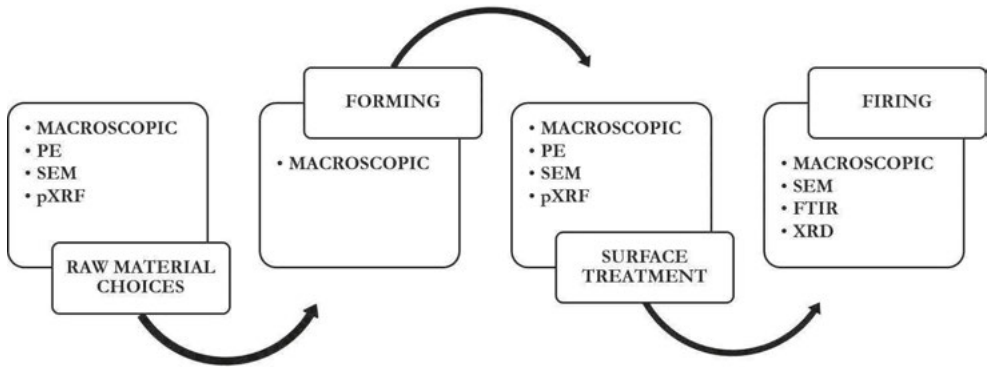 • MACROSCOPIC
• PE
• SEM
• pXRF
RAW MATERIAL
CHOICES
FORMING
• MACROSCOPIC
• MACROSCOPIC
• PE
• SEM
• pXRF
SURFACE
TREATMENT
FIRING
• MACROSCOPIC
• SEM
• FTIR
• XRD